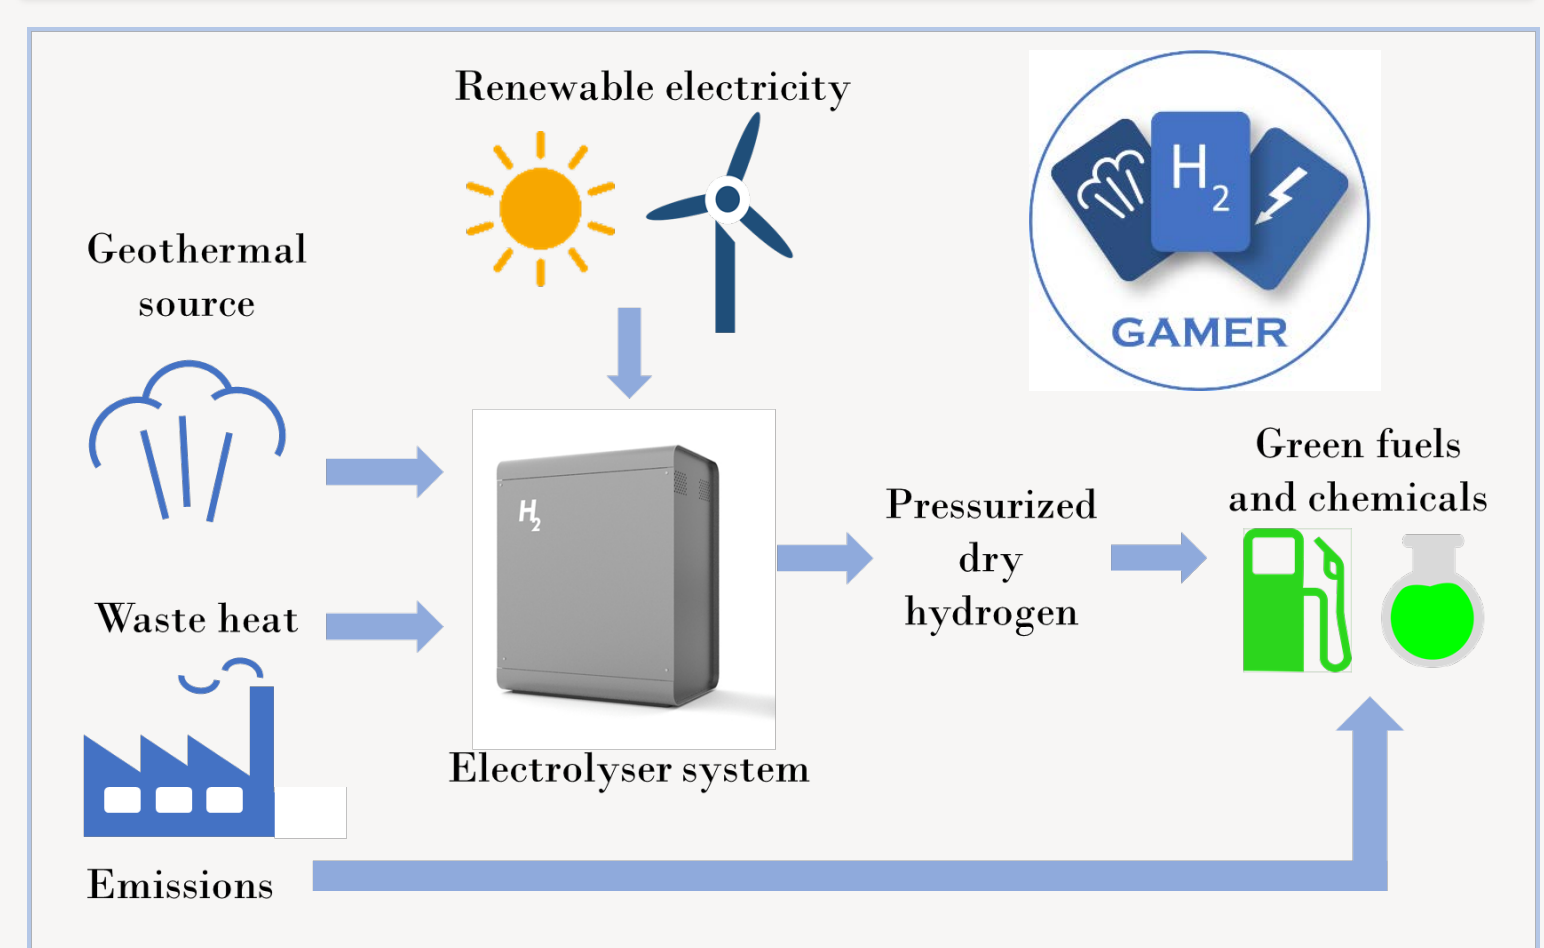 Renewable electricity
H2
GAMER
Geothermal
source
H2
Green fuels
and chemicals
Pressurized
dry
hydrogen
Waste heat
Electrolyser system
Emissions